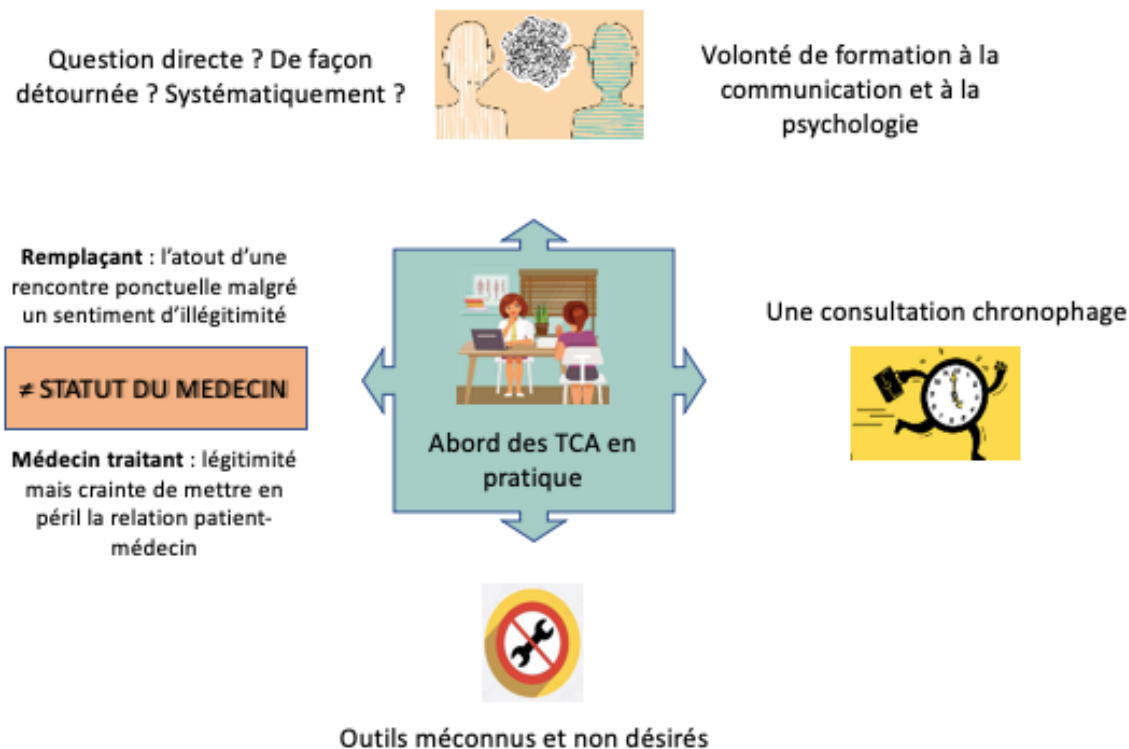 Question directe ? De façon
détournée ? Systématiquement ?
Volonté de formation à la
communication et à la
psychologie
Remplaçant : l'atout d'une
rencontre ponctuelle malgré
un sentiment d'illégitimité
≠ STATUT DU MEDECIN
Médecin traitant : légitimité
mais crainte de mettre en
péril la relation patient-
médecin
Abord des TCA en
pratique
Une consultation chronophage
Outils méconnus et non désirés